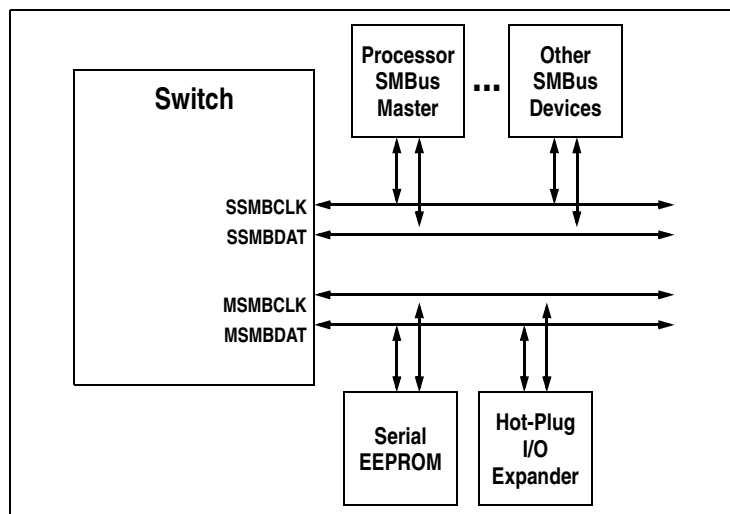 Switch
Processor
SMBus
Master
...
Other
SMBus
Devices
SSMBCLK
SSMBDAT
MSMBCLK
MSMBDAT
Serial
EEPROM
Hot-Plug
I/O
Expander